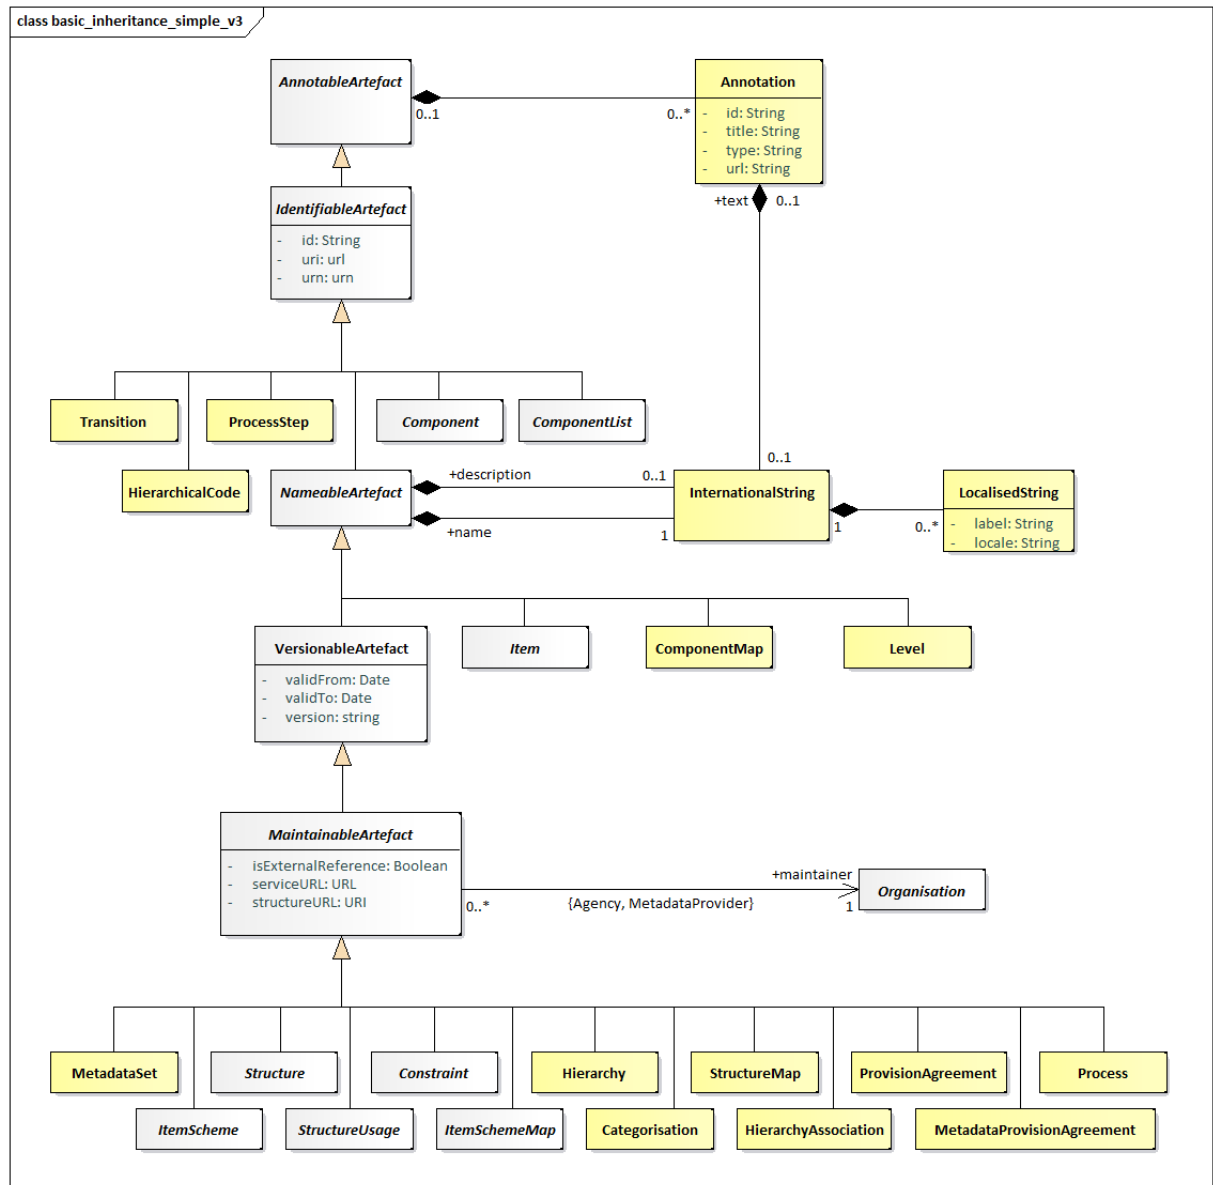 class basic_inheritance_simple_v3
AnnotableArtefact
Annotation
- id: String
- title: String
- type: String
- url: String
0..1
0..*
+text
0..1
IdentifiableArtefact
- id: String
- uri: url
- urn: urn
Transition
ProcessStep
Component
ComponentList
HierarchicalCode
NameableArtefact
+description
0..1
0..1
+name
1
InternationalString
1
0..*
LocalisedString
- label: String
- locale: String
VersionableArtefact
- validFrom: Date
- validTo: Date
- version: string
Item
ComponentMap
Level
MaintainableArtefact
- isExternalReference: Boolean
- serviceURL: URL
- structureURL: URI
+maintainer
0..*
{Agency, MetadataProvider}
1
Organisation
MetadataSet
Structure
Constraint
Hierarchy
StructureMap
ProvisionAgreement
Process
ItemScheme
StructureUsage
ItemSchemeMap
Categorisation
HierarchyAssociation
MetadataProvisionAgreement